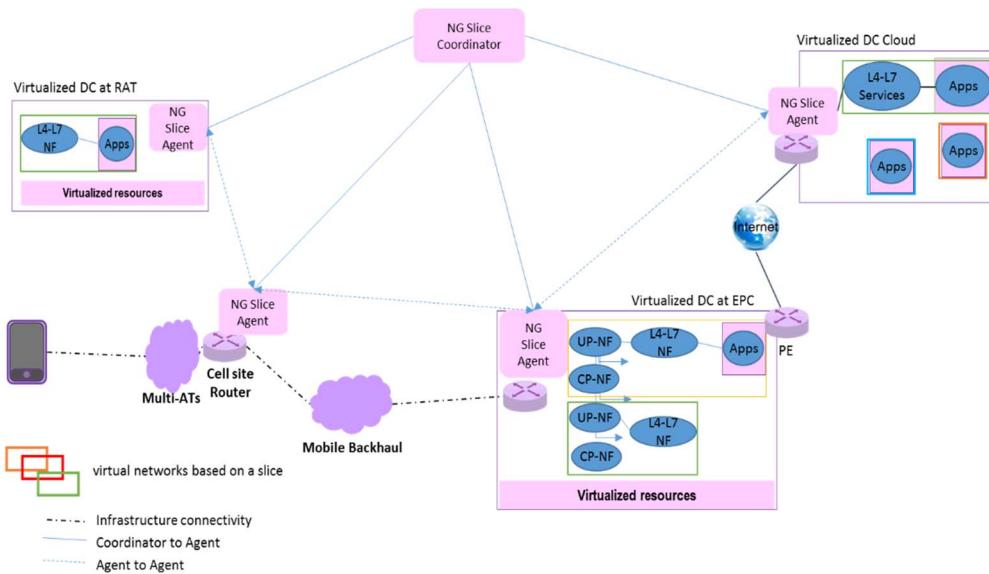 NG Slice
Coordinator
Virtualized DC Cloud
Virtualized DC at RAT
L4-L7
Services
Apps
NG Slice
Agent
NG
Slice
Agent
L4-L7
NF
Apps
Virtualized resources
Apps
Apps
Internet
NG Slice
Agent
Virtualized DC at EPC
NG
Slice
Agent
UP-NF
L4-L7
NF
Apps
PE
Cell site
Router
Multi-ATs
CP-NF
Mobile Backhaul
UP-NF
L4-L7
NF
CP-NF
Virtualized resources
virtual networks based on a slice
Infrastructure connectivity
Coordinator to Agent
Agent to Agent